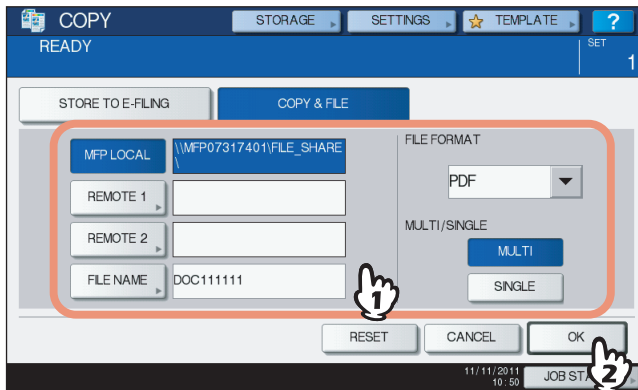 COPY
STORAGE
SETTINGS
TEMPLATE
?
READY
SET
1
STORE TO E-FILING
COPY & FILE
MFP LOCAL
\\MFP07317401\FILE_SHARE
\
REMOTE 1
REMOTE 2
FILE NAME
DOC111111
FILE FORMAT
PDF
MULTI/SINGLE
MULTI
SINGLE
1
RESET
CANCEL
OK
2
11/11/2011
10:50
JOB STA